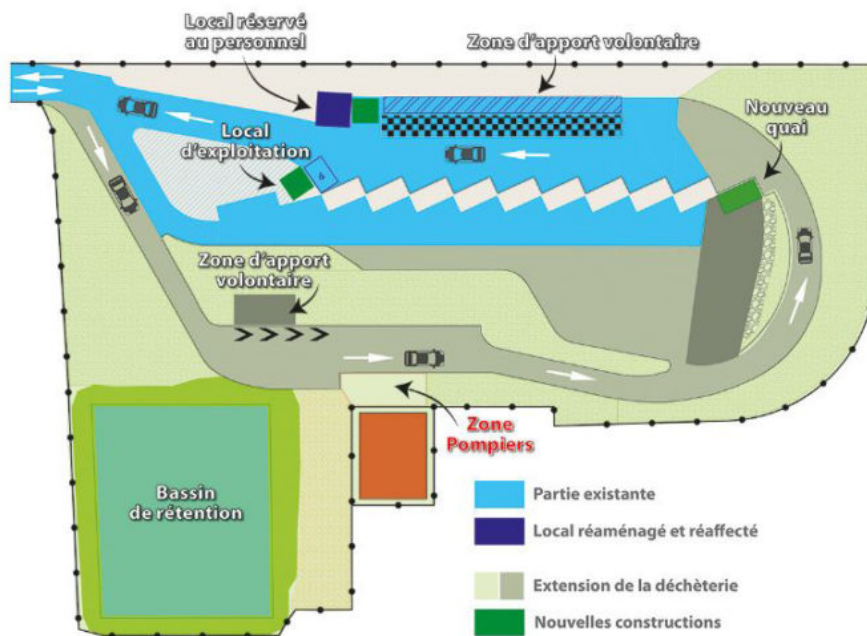 Local réservé
au personnel
Zone d'apport volontaire
Nouveau
quai
Local
d'exploitation
Zone d'apport
volontaire
Zone
Pompiers
Bassin
de rétention
Partie existante
Local réaménagé et réaffecté
Extension de la déchèterie
Nouvelles constructions